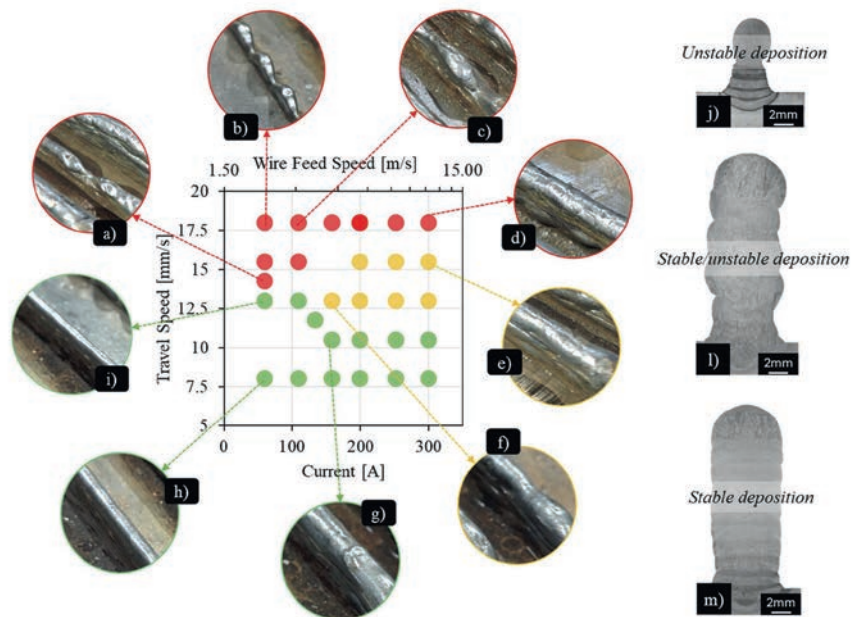 b)
c)
Unstable deposition
j)
2mm
Wire Feed Speed [m/s]
1.50
15.00
a)
d)
Travel Speed [mm/s]
20
17.5
15
12.5
10
7.5
5
0
100
200
300
Current [A]
Stable/unstable deposition
l)
2mm
i)
e)
f)
h)
g)
Stable deposition
m)
2mm